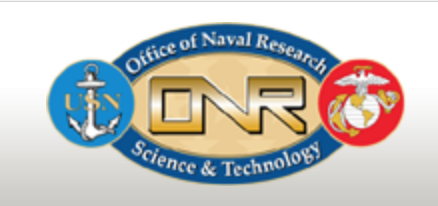 Office of Naval Research
USN
ONR
Science & Technology